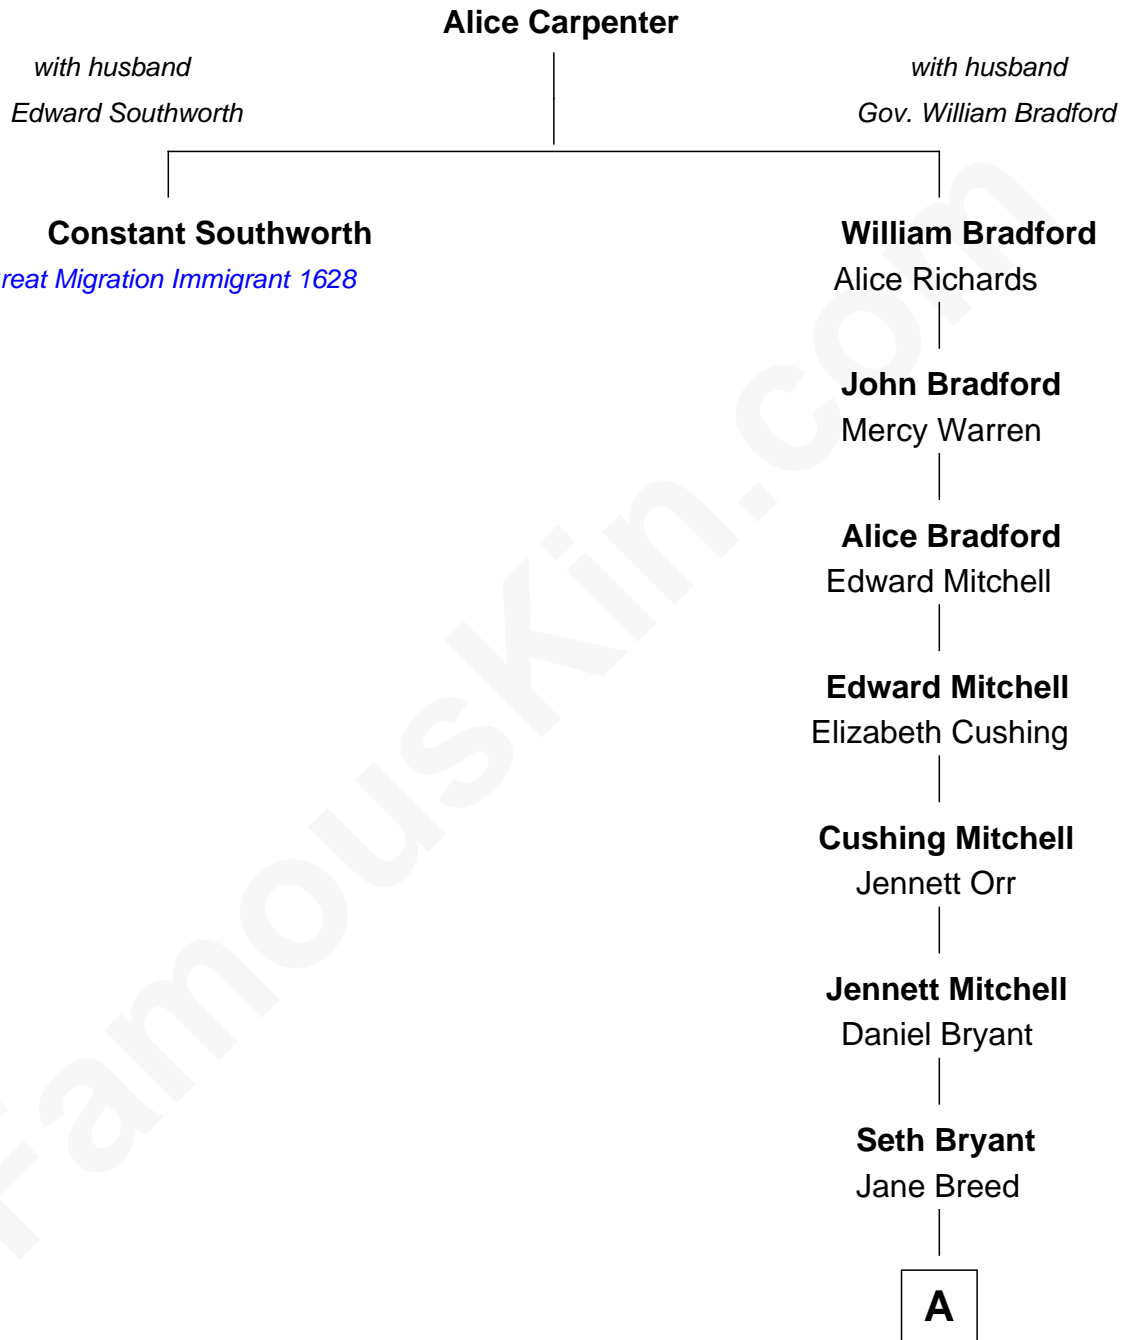 Alice Carpenter
with husband
Edward Southworth
with husband
Gov. William Bradford
Constant Southworth
reat Migration Immigrant 1628
William Bradford
Alice Richards
John Bradford
Mercy Warren
Alice Bradford
Edward Mitchell
Edward Mitchell
Elizabeth Cushing
Cushing Mitchell
Jennett Orr
Jennett Mitchell
Daniel Bryant
Seth Bryant
Jane Breed
A
FamousKin.com